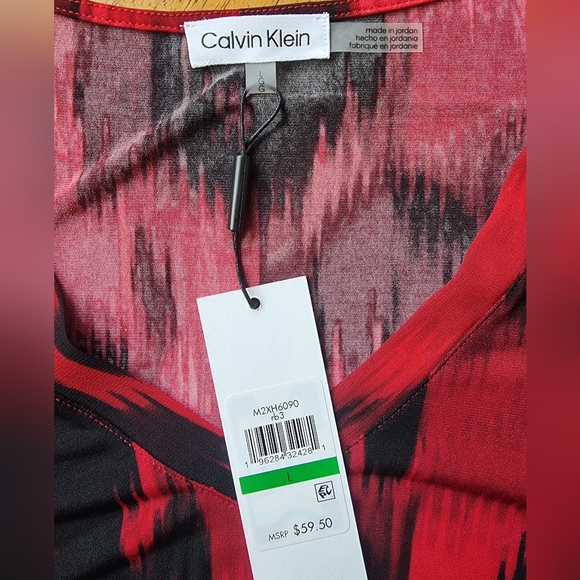 Calvin Klein
made in jordan
hecho en jordania
fabriqué en jordanie
L
G
G
M2XH6090
rb3
1 96284 32428 1
L
MSRP $59.50